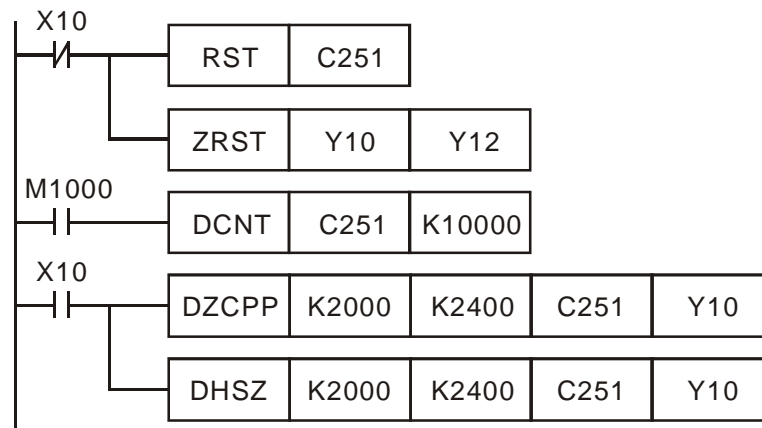 X10
RST C251
ZRST Y10 Y12
M1000
DCNT C251 K10000
X10
DZCPP K2000 K2400 C251 Y10
DHSZ K2000 K2400 C251 Y10